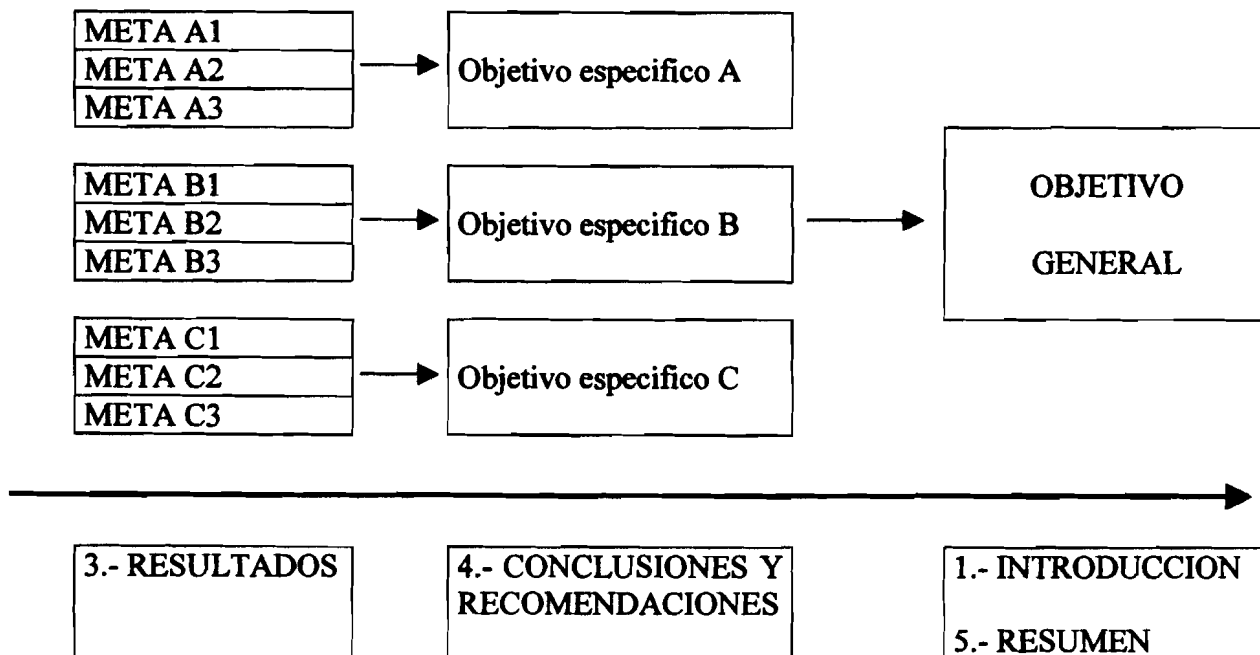 META A1
META A2
META A3
Objetivo especifico A
META B1
META B2
META B3
Objetivo especifico B
OBJETIVO
GENERAL
META C1
META C2
META C3
Objetivo especifico C
3.- RESULTADOS
4.- CONCLUSIONES Y
RECOMENDACIONES
1.- INTRODUCCION
5.- RESUMEN